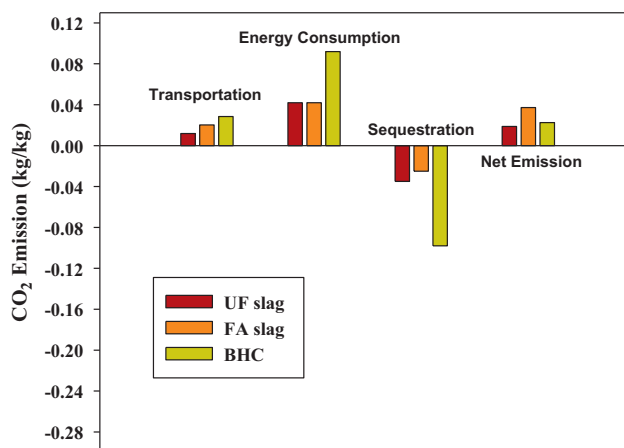 0.12
0.08
0.04
0.00
-0.04
-0.08
-0.12
-0.16
-0.20
-0.24
-0.28
CO₂ Emission (kg/kg)
Energy Consumption
Transportation
Sequestration
Net Emission
UF slag
FA slag
BHC